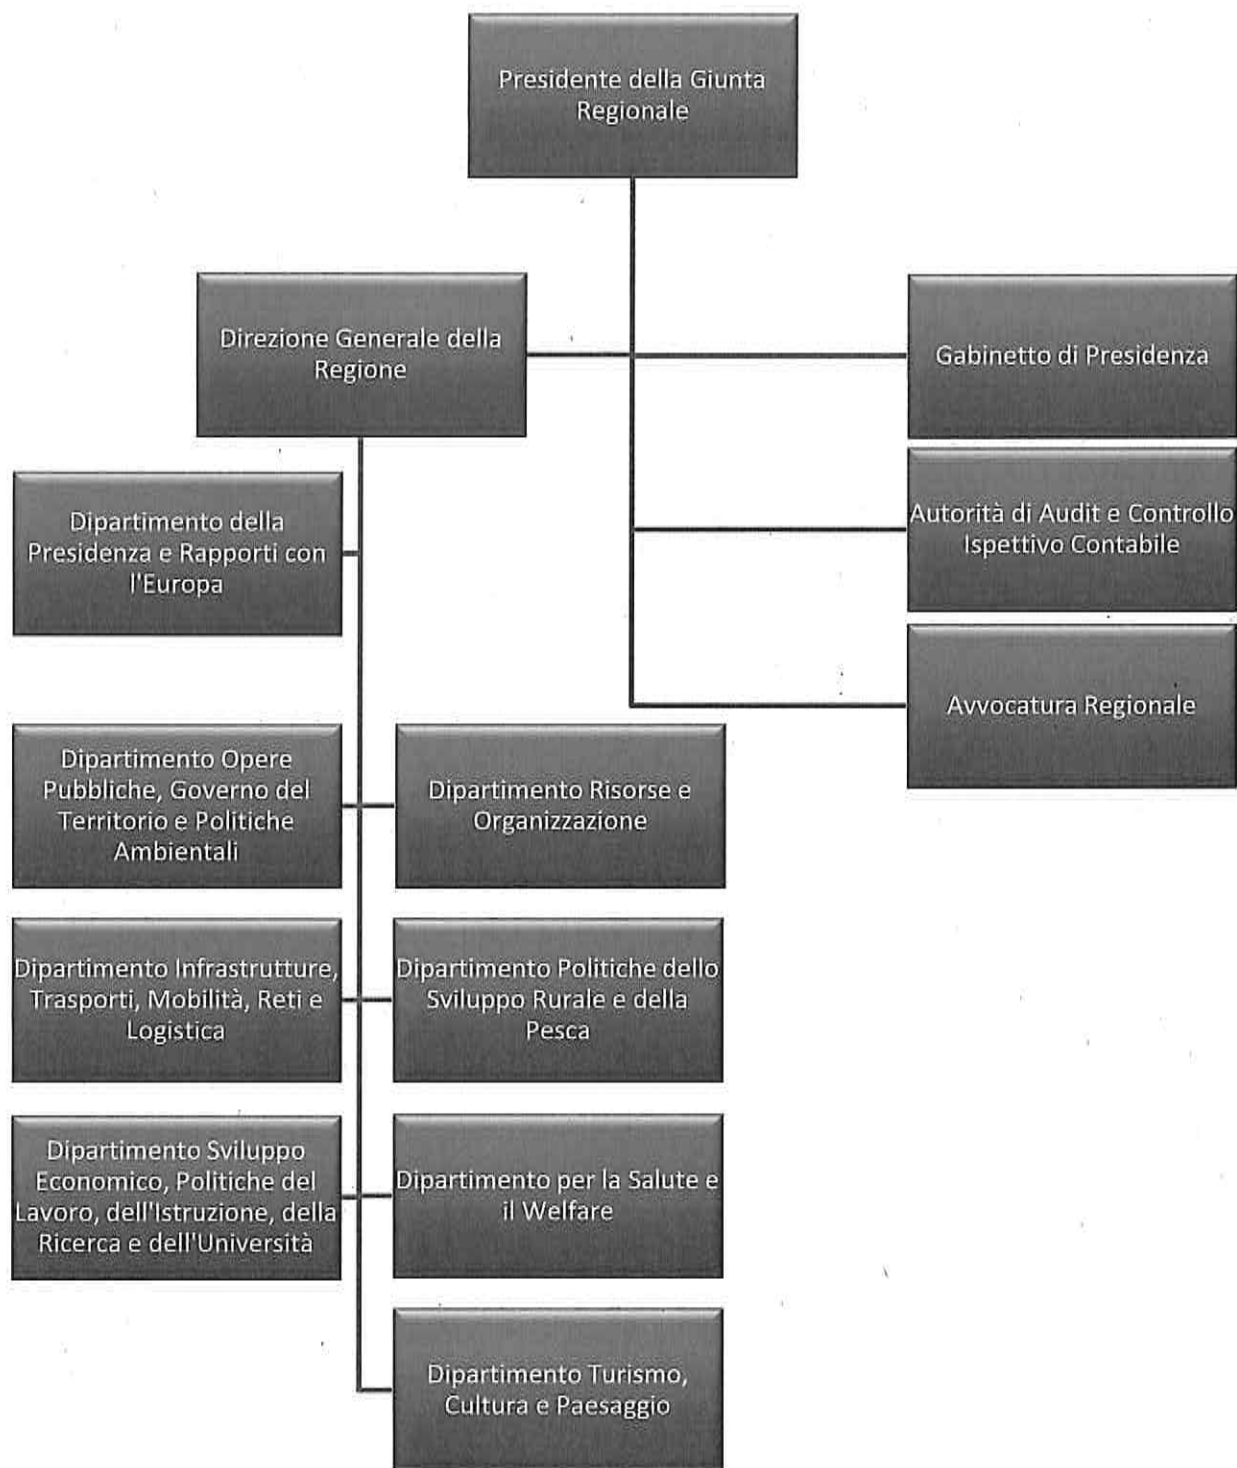 Presidente della Giunta
Regionale
Direzione Generale della
Regione
Gabinetto di Presidenza
Autorità di Audit e Controllo
Ispettivo Contabile
Avvocatura Regionale
Dipartimento della
Presidenza e Rapporti con
l'Europa
Dipartimento Opere
Pubbliche, Governo del
Territorio e Politiche
Ambientali
Dipartimento Risorse e
Organizzazione
Dipartimento Infrastrutture,
Trasporti, Mobilità, Reti e
Logistica
Dipartimento Politiche dello
Sviluppo Rurale e della
Pesca
Dipartimento Sviluppo
Economico, Politiche del
Lavoro, dell'Istruzione, della
Ricerca e dell'Università
Dipartimento per la Salute e
il Welfare
Dipartimento Turismo,
Cultura e Paesaggio